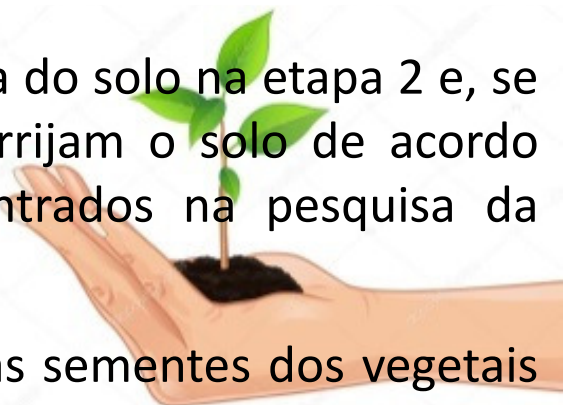 a do solo na etapa 2 e, se
rrijam o solo de acordo
ntrados na pesquisa da
as sementes dos vegetais